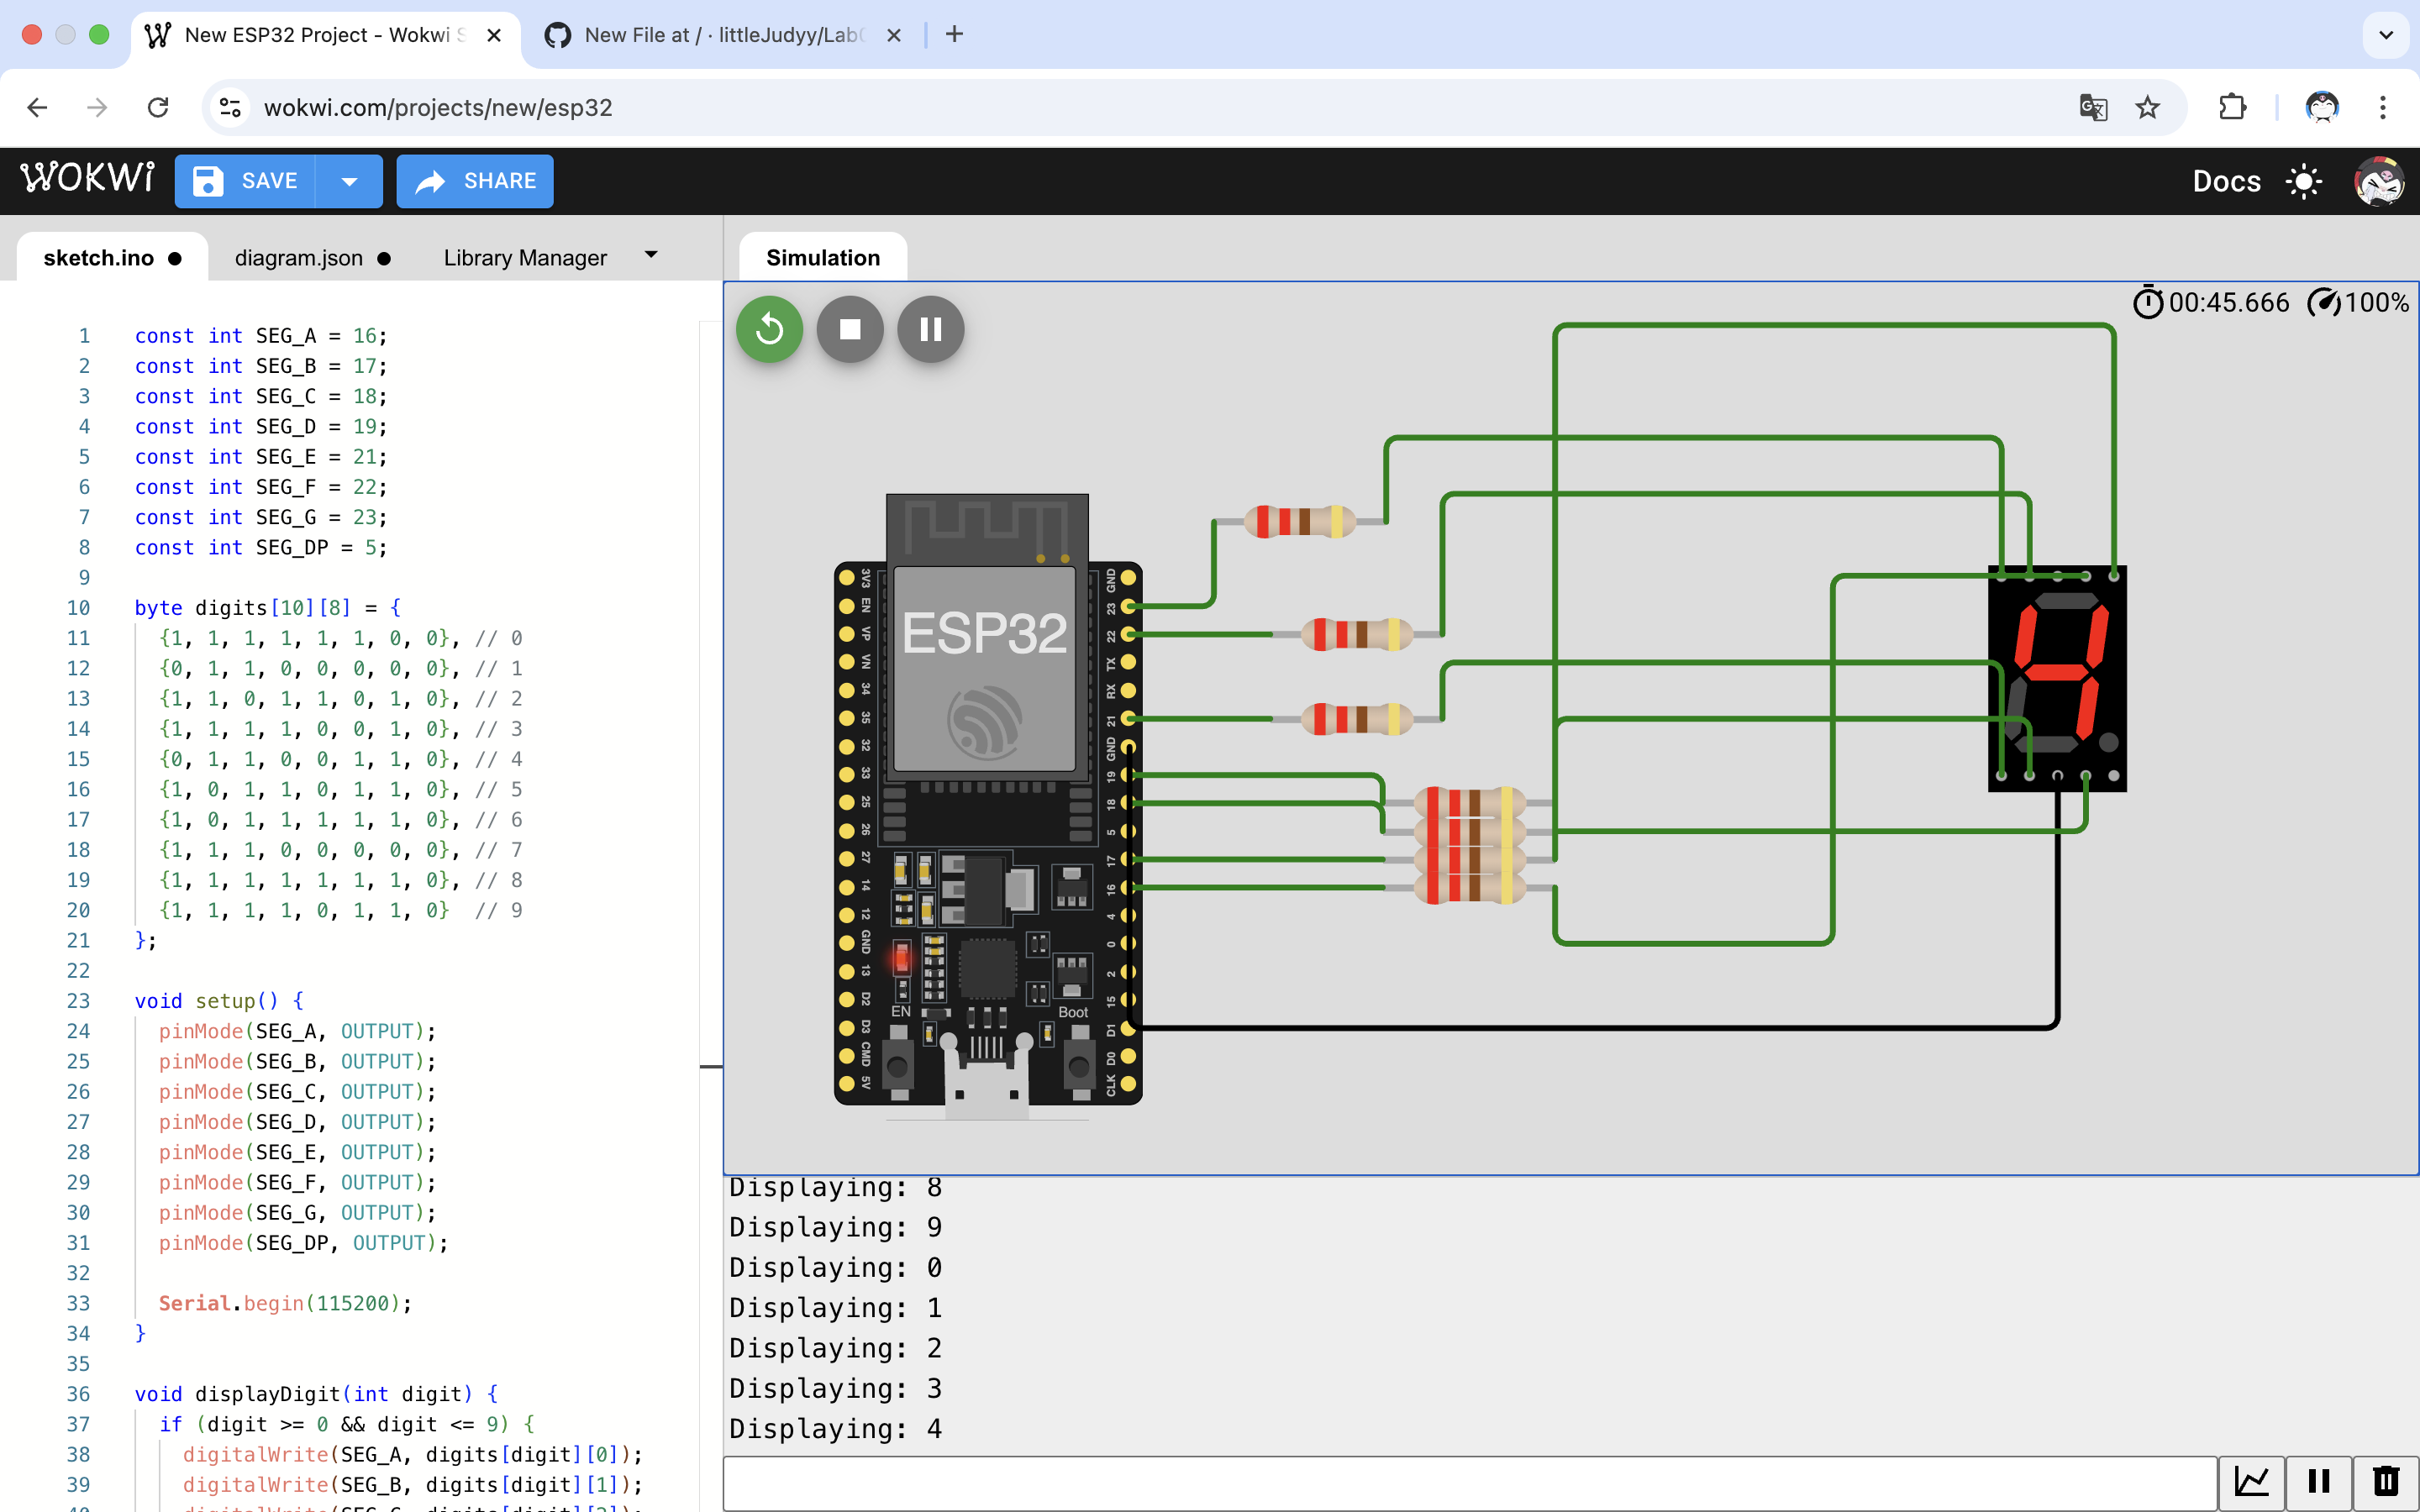 New ESP32 Project - Wokwi S
New File at / · littleJudyy/Lab
wokwi.com/projects/new/esp32
WOKWi
SAVE
SHARE
Docs
sketch.ino
diagram.json
Library Manager
1 const int SEG_A = 16;
2 const int SEG_B = 17;
3 const int SEG_C = 18;
4 const int SEG_D = 19;
5 const int SEG_E = 21;
6 const int SEG_F = 22;
7 const int SEG_G = 23;
8 const int SEG_DP = 5;
9
10 byte digits[10][8] = {
11 {1, 1, 1, 1, 1, 1, 0, 0}, // 0
12 {0, 1, 1, 0, 0, 0, 0, 0}, // 1
13 {1, 1, 0, 1, 1, 0, 1, 0}, // 2
14 {1, 1, 1, 1, 0, 0, 1, 0}, // 3
15 {0, 1, 1, 0, 0, 1, 1, 0}, // 4
16 {1, 0, 1, 1, 0, 1, 1, 0}, // 5
17 {1, 0, 1, 1, 1, 1, 1, 0}, // 6
18 {1, 1, 1, 0, 0, 0, 0, 0}, // 7
19 {1, 1, 1, 1, 1, 1, 1, 0}, // 8
20 {1, 1, 1, 1, 0, 1, 1, 0} // 9
21 };
22
23 void setup() {
24 pinMode(SEG_A, OUTPUT);
25 pinMode(SEG_B, OUTPUT);
26 pinMode(SEG_C, OUTPUT);
27 pinMode(SEG_D, OUTPUT);
28 pinMode(SEG_E, OUTPUT);
29 pinMode(SEG_F, OUTPUT);
30 pinMode(SEG_G, OUTPUT);
31 pinMode(SEG_DP, OUTPUT);
32
33 Serial.begin(115200);
34 }
35
36 void displayDigit(int digit) {
37 if (digit >= 0 && digit <= 9) {
38 digitalWrite(SEG_A, digits[digit][0]);
39 digitalWrite(SEG_B, digits[digit][1]);
Simulation
00:45.666
100%
ESP32
3V3
EN
VP
VN
34
35
32
33
25
26
27
14
12
GND
13
D2
D3
CMD
5V
GND
23
22
TX
RX
21
GND
19
18
5
17
16
4
0
2
15
D1
D0
CLK
EN
Boot
4
Displaying: 8
Displaying: 9
Displaying: 0
Displaying: 1
Displaying: 2
Displaying: 3
Displaying: 4